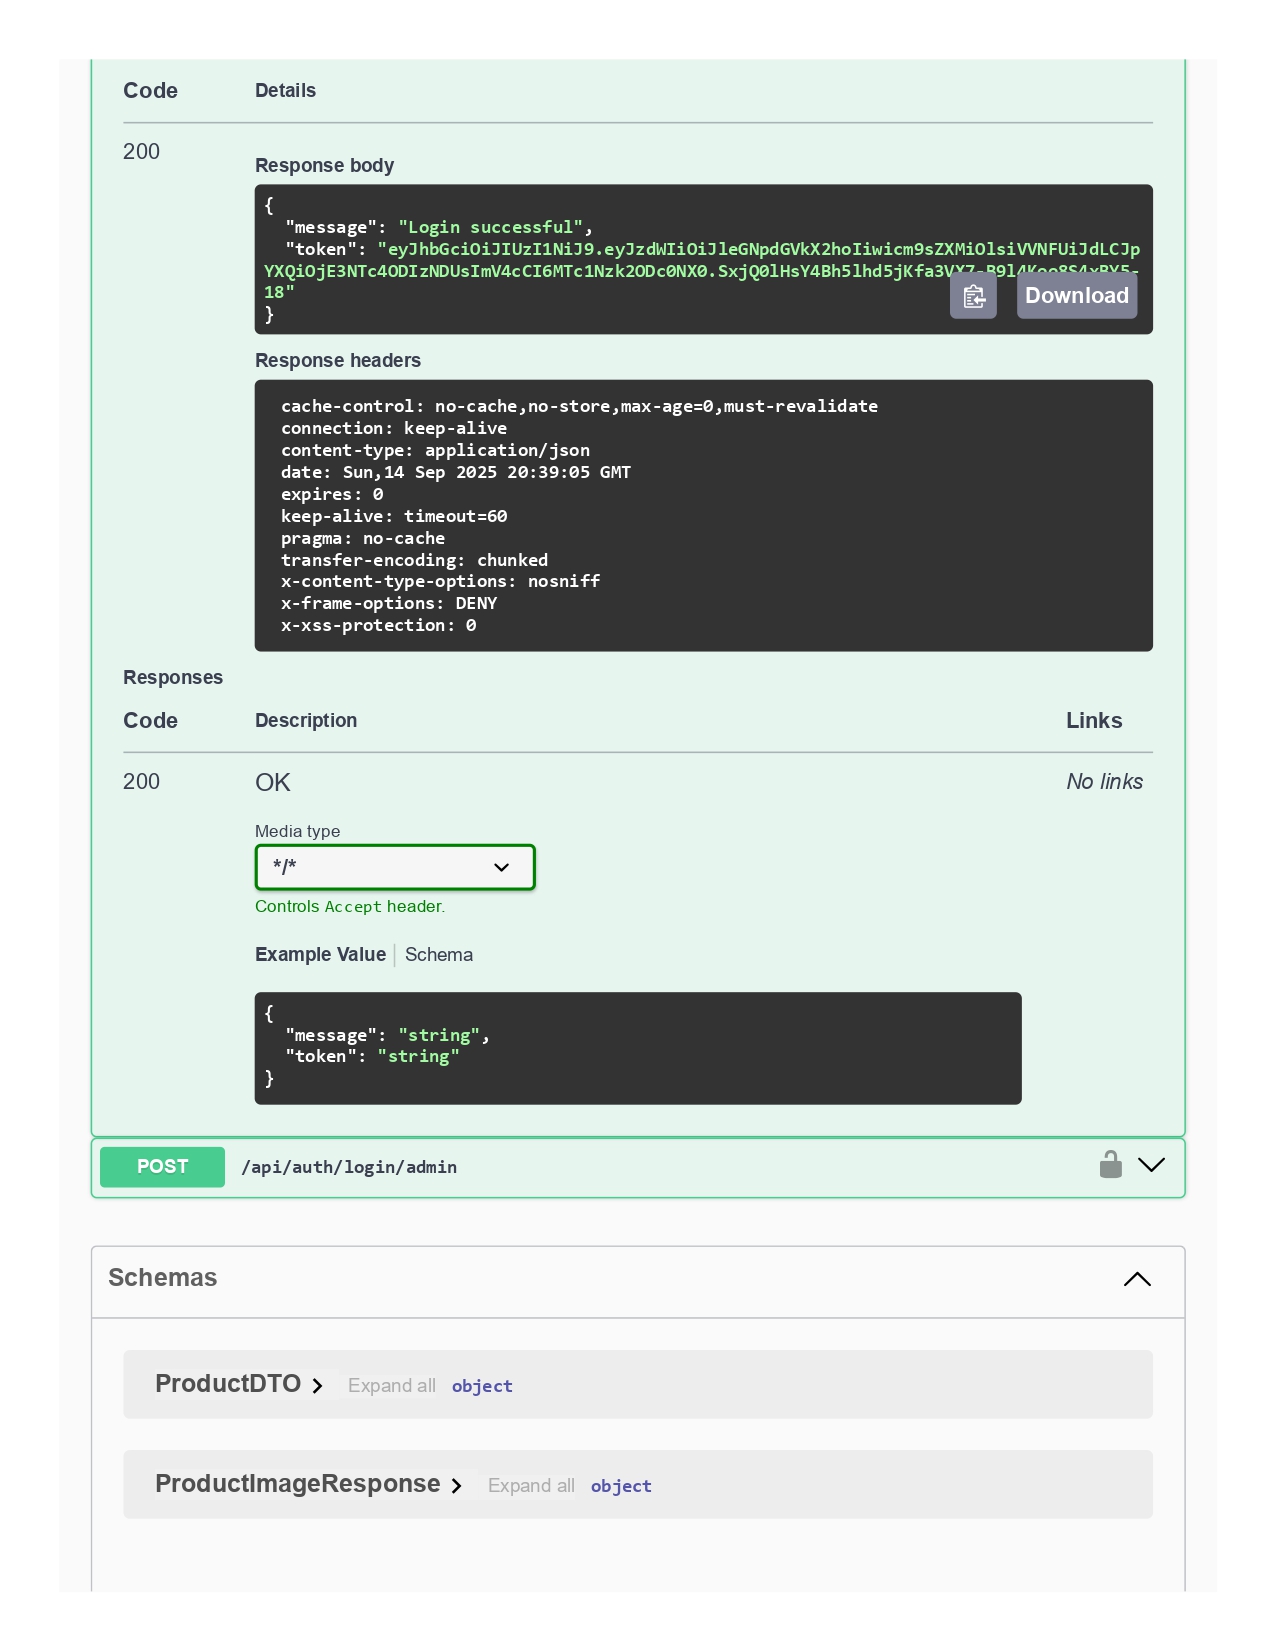 Code Details
200
Response body
{
"message": "Login successful",
"token": "eyJhbGciOiJIUzI1NiJ9.eyJzdWIiOiJleGNpdGVkX2hoIiwicm9sZXMiOlsiVVNFUiJdLCJp
YXQiOjE3NTc4ODIzNDUsImV4cCI6MTc1Nzk2ODc0NX0.SxjQ0lHsY4Bh5lhd5jKfa3VX7-B9l4Koe8S4xBY5-
18"
}
Download
Response headers
cache-control: no-cache,no-store,max-age=0,must-revalidate
connection: keep-alive
content-type: application/json
date: Sun,14 Sep 2025 20:39:05 GMT
expires: 0
keep-alive: timeout=60
pragma: no-cache
transfer-encoding: chunked
x-content-type-options: nosniff
x-frame-options: DENY
x-xss-protection: 0
Responses
Code Description Links
200 OK No links
Media type
*/*
Controls Accept header.
Example Value Schema
{
"message": "string",
"token": "string"
}
POST /api/auth/login/admin
Schemas
ProductDTO Expand all object
ProductImageResponse Expand all object